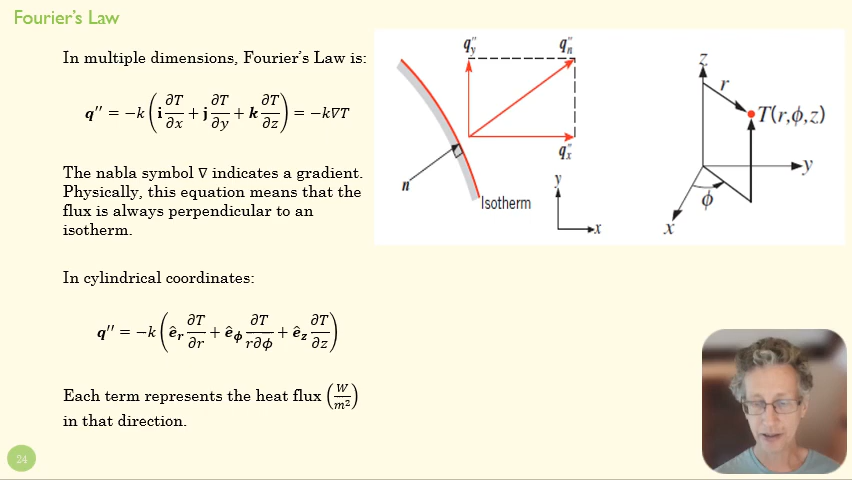 Fourier's Law
In multiple dimensions, Fourier's Law is:
q′′ = −k(i ∂T/∂x + j ∂T/∂y + k ∂T/∂z) = −k∇T
The nabla symbol ∇ indicates a gradient.
Physically, this equation means that the
flux is always perpendicular to an
isotherm.
In cylindrical coordinates:
q′′ = −k(ê_r ∂T/∂r + ê_ϕ ∂T/r∂ϕ + ê_z ∂T/∂z)
Each term represents the heat flux (W/m²)
in that direction.
24
q″_y
q″_n
q″_x
n
Isotherm
y
x
z
r
T(r,ϕ,z)
y
ϕ
x